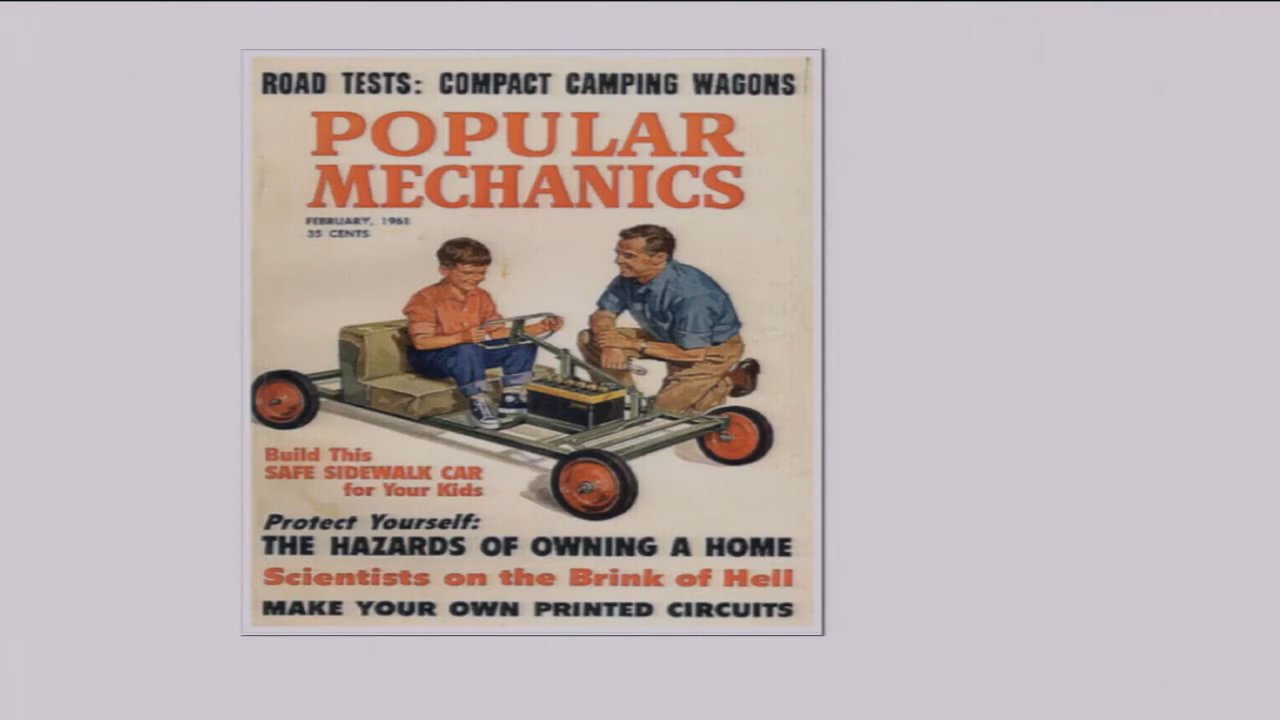 ROAD TESTS: COMPACT CAMPING WAGONS
POPULAR
MECHANICS
FEBRUARY, 1961
35 CENTS
Build This
SAFE SIDEWALK CAR
for Your Kids
Protect Yourself:
THE HAZARDS OF OWNING A HOME
Scientists on the Brink of Hell
MAKE YOUR OWN PRINTED CIRCUITS